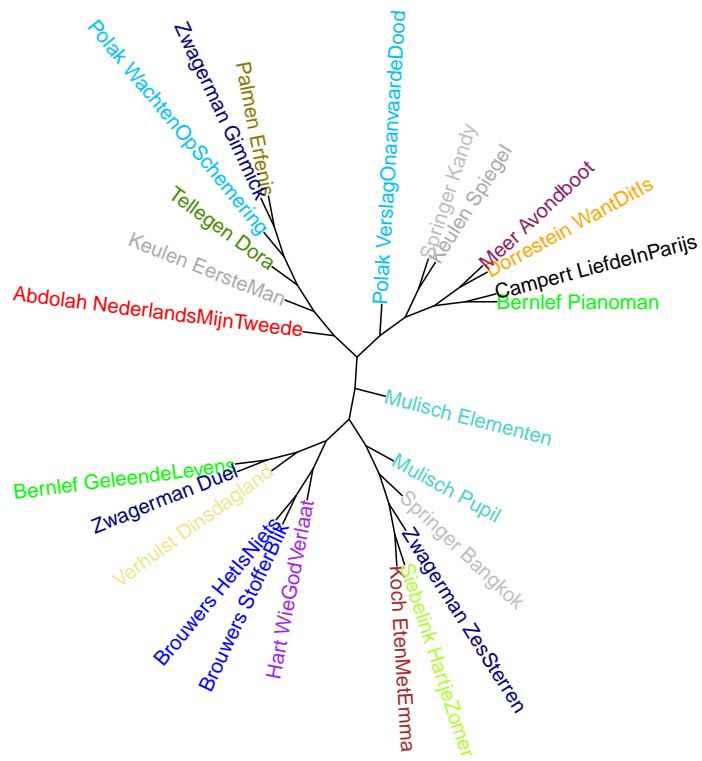 Polak WachtenOpSchemering
Zwagerman Gimmick
Palmen Erfenis
Polak VerslagOnaanvaardeDood
Springer Kandy
Keulen Spiegel
Meer Avondboot
Dorrestein WantDitIs
Campert LiefdeInParijs
Bernlef Pianoman
Tellegen Dora
Keulen EersteMan
Abdolah NederlandsMijnTweede
Mulisch Elementen
Mulisch Pupil
Springer Bangkok
Zwagerman ZesSterren
Siebelink HartjeZomer
Koch EtenMetEmma
Hart WieGodVerlaat
Brouwers StofferBlik
Brouwers HetIsNiets
Verhulst Dinsdagland
Zwagerman Duel
Bernlef GeleendeLevens